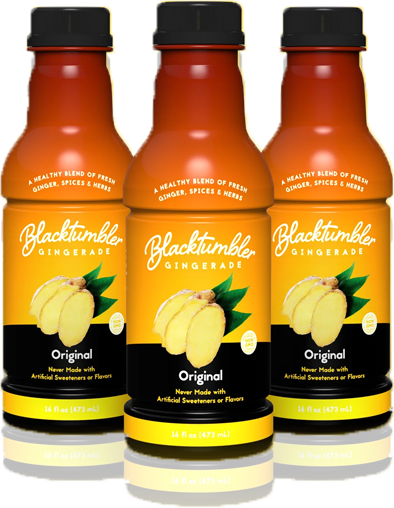 A HEALTHY BLEND OF FRESH
GINGER, SPICES & HERBS
Blacktumbler
GINGERADE
Original
Never Made with
Artificial Sweeteners or Flavors
16 fl oz (473 mL)
A HEALTHY BLEND OF FRESH
GINGER, SPICES & HERBS
Blacktumbler
GINGERADE
Original
Never Made with
Artificial Sweeteners or Flavors
16 fl oz (473 mL)
A HEALTHY BLEND OF FRESH
GINGER, SPICES & HERBS
Blacktumbler
GINGERADE
Original
Never Made with
Artificial Sweeteners or Flavors
16 fl oz (473 mL)